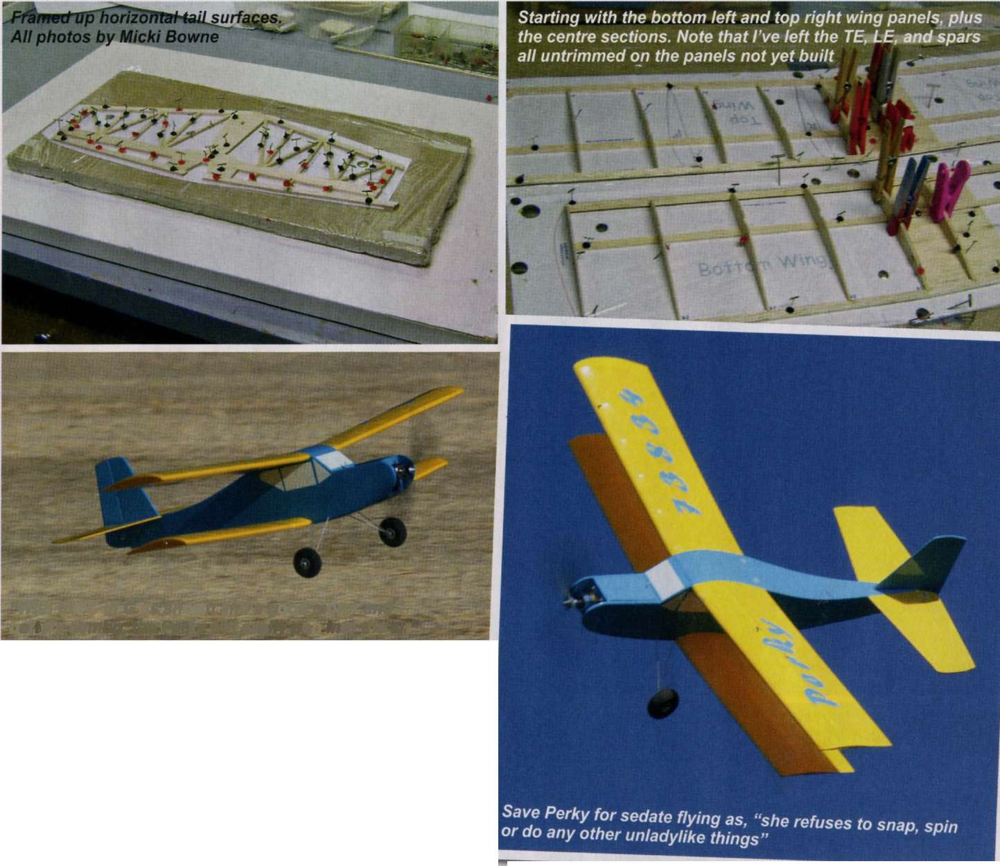 Framed up horizontal tail surfaces.
All photos by Micki Bowne
Starting with the bottom left and top right wing panels, plus
the centre sections. Note that I've left the TE, LE, and spars
all untrimmed on the panels not yet built
Wing
Top
Top
Bottom Wing
perky
Save Perky for sedate flying as, “she refuses to snap, spin
or do any other unladylike things”